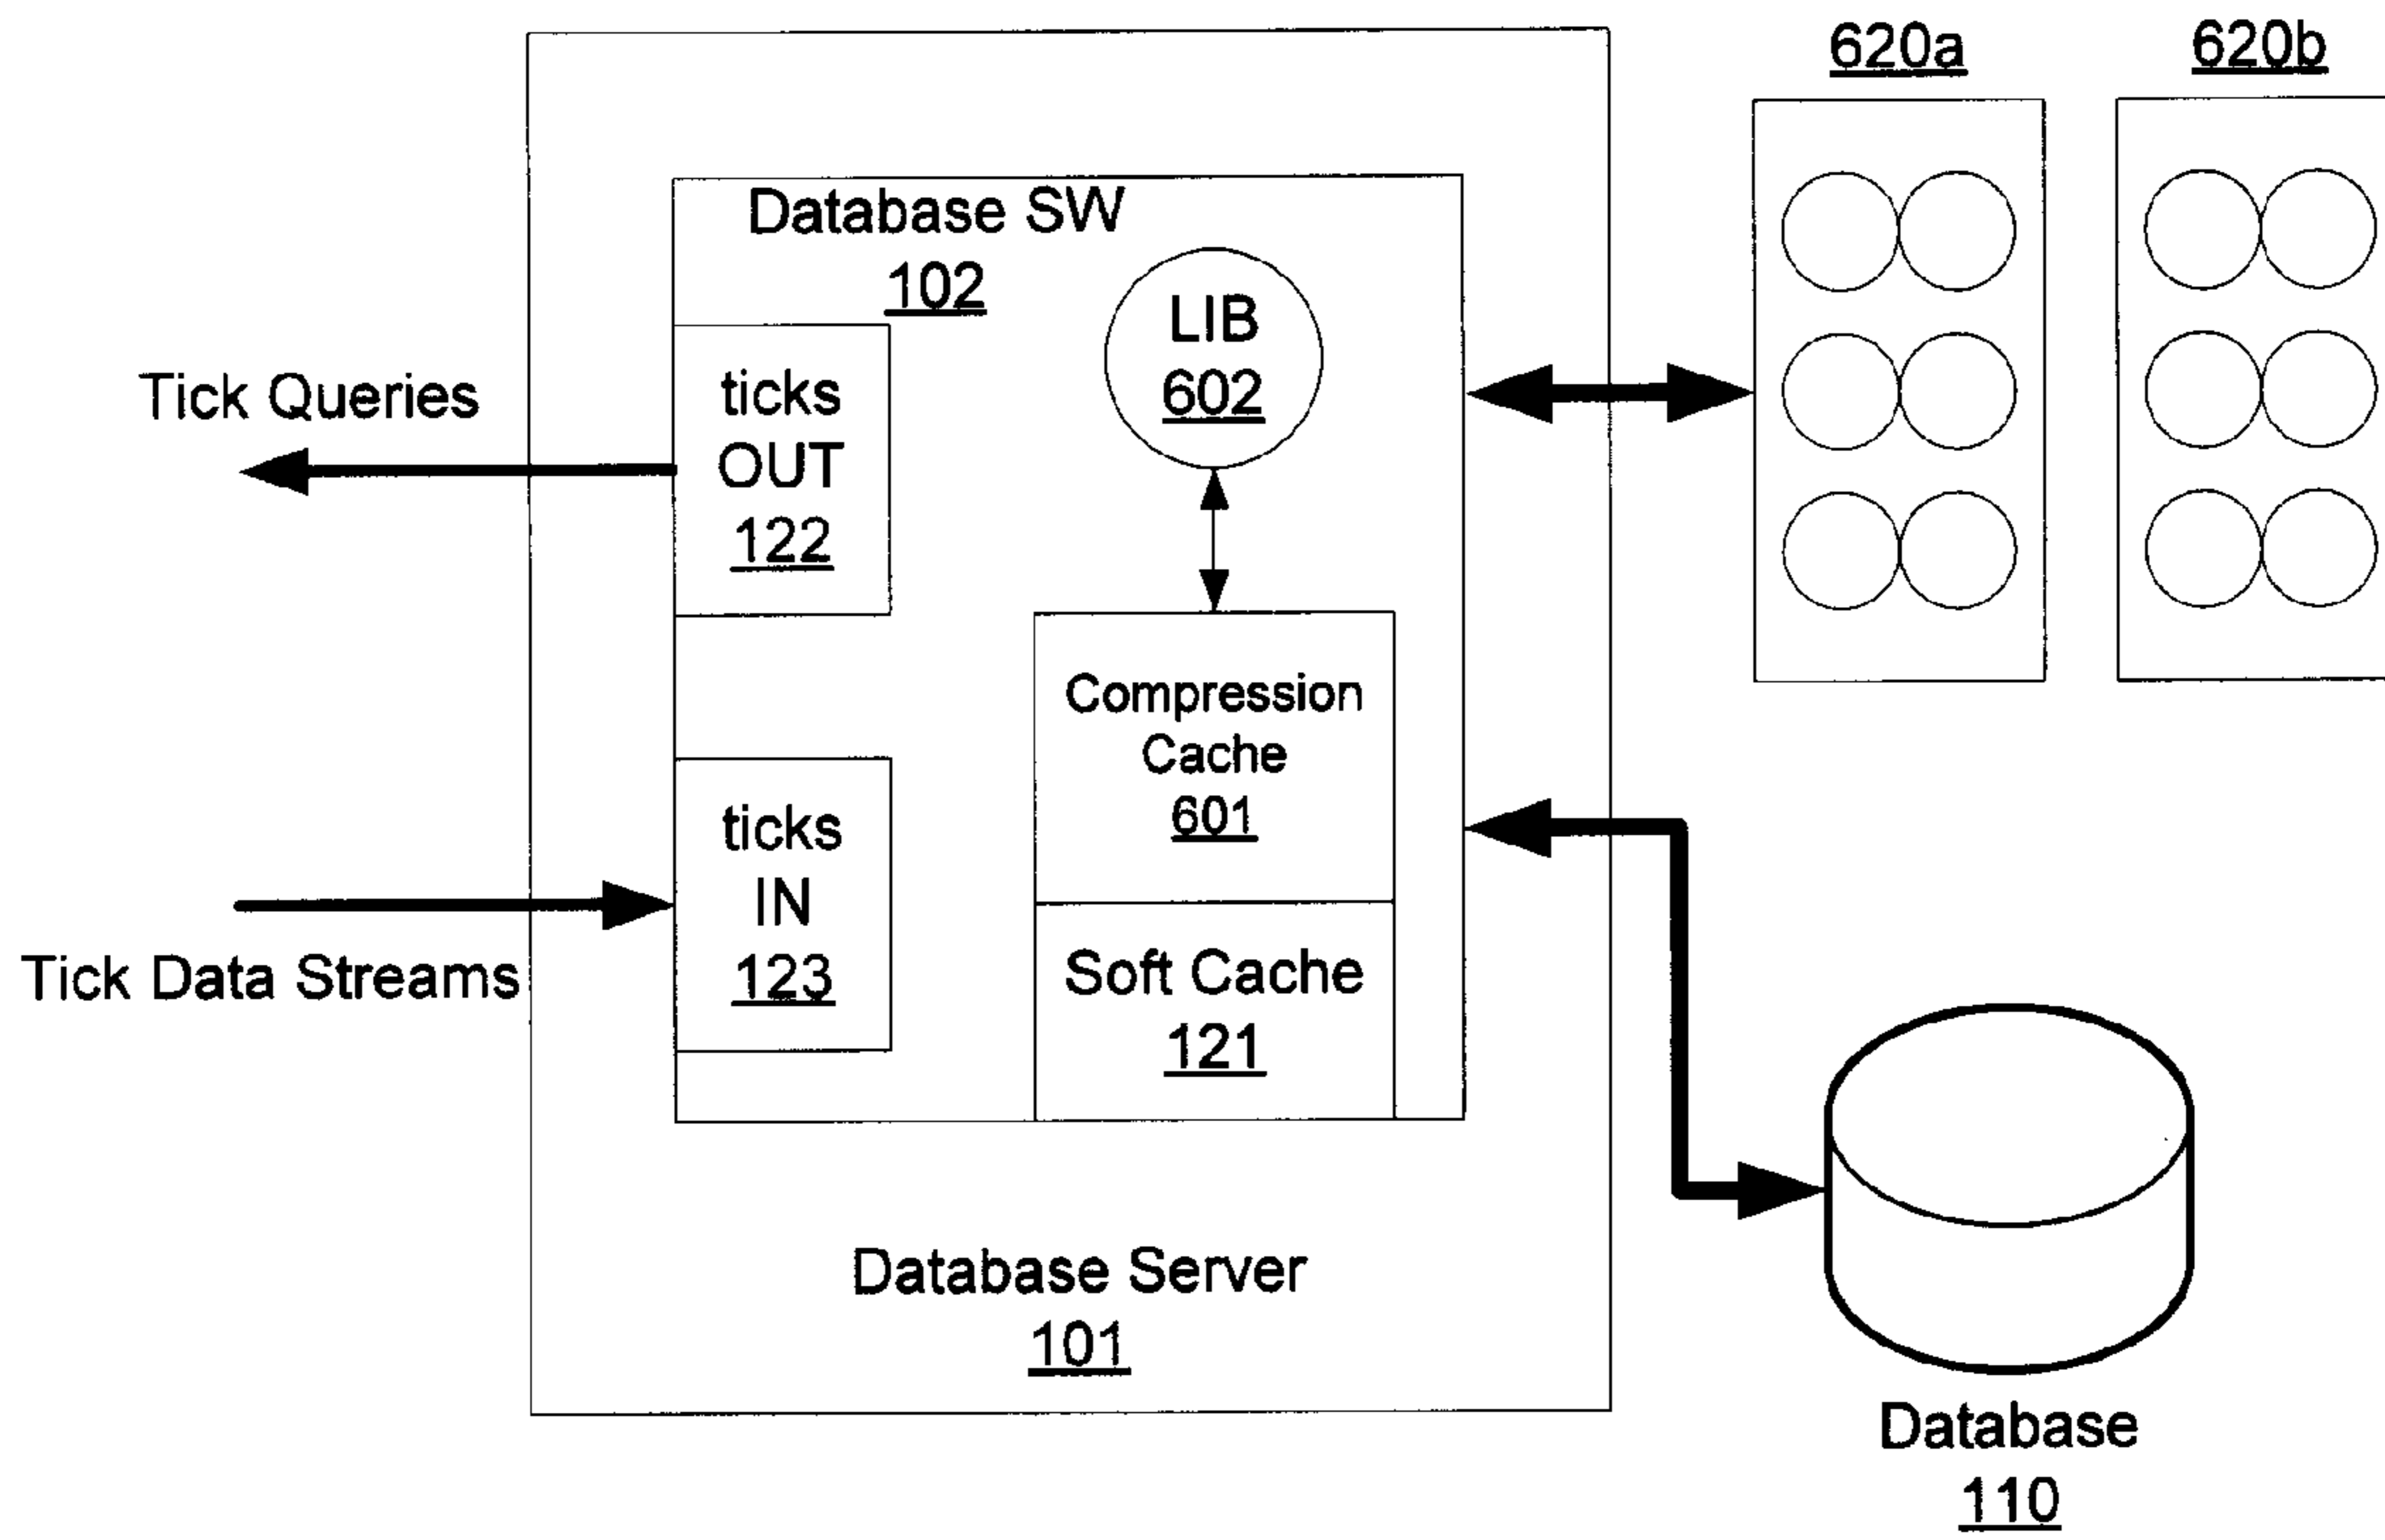 620a
620b
Database SW
102
LIB
602
ticks
OUT
122
Tick Queries
Compression
Cache
601
ticks
IN
123
Tick Data Streams
Soft Cache
121
Database Server
101
Database
110